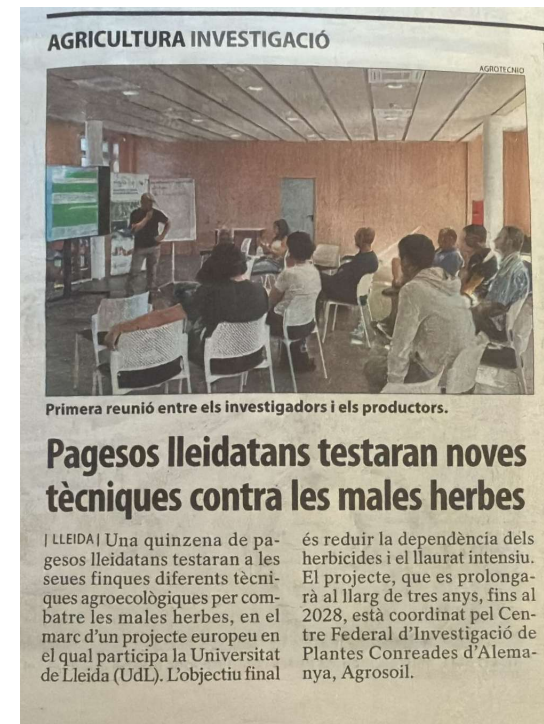 AGRICULTURA INVESTIGACIÓ
AGROTECNIO
Primera reunió entre els investigadors i els productors.
Pagesos lleidatans testaran noves
tècniques contra les males herbes
| LLEIDA | Una quinzena de pa-
gesos lleidatans testaran a les
seues finques diferents tècni-
ques agroecològiques per com-
batre les males herbes, en el
marc d'un projecte europeu en
el qual participa la Universitat
de Lleida (UdL). L'objectiu final
és reduir la dependència dels
herbicides i el llaurat intensiu.
El projecte, que es prolonga-
rà al llarg de tres anys, fins al
2028, està coordinat pel Cen-
tre Federal d'Investigació de
Plantes Conreades d'Alema-
nya, Agrosoil.